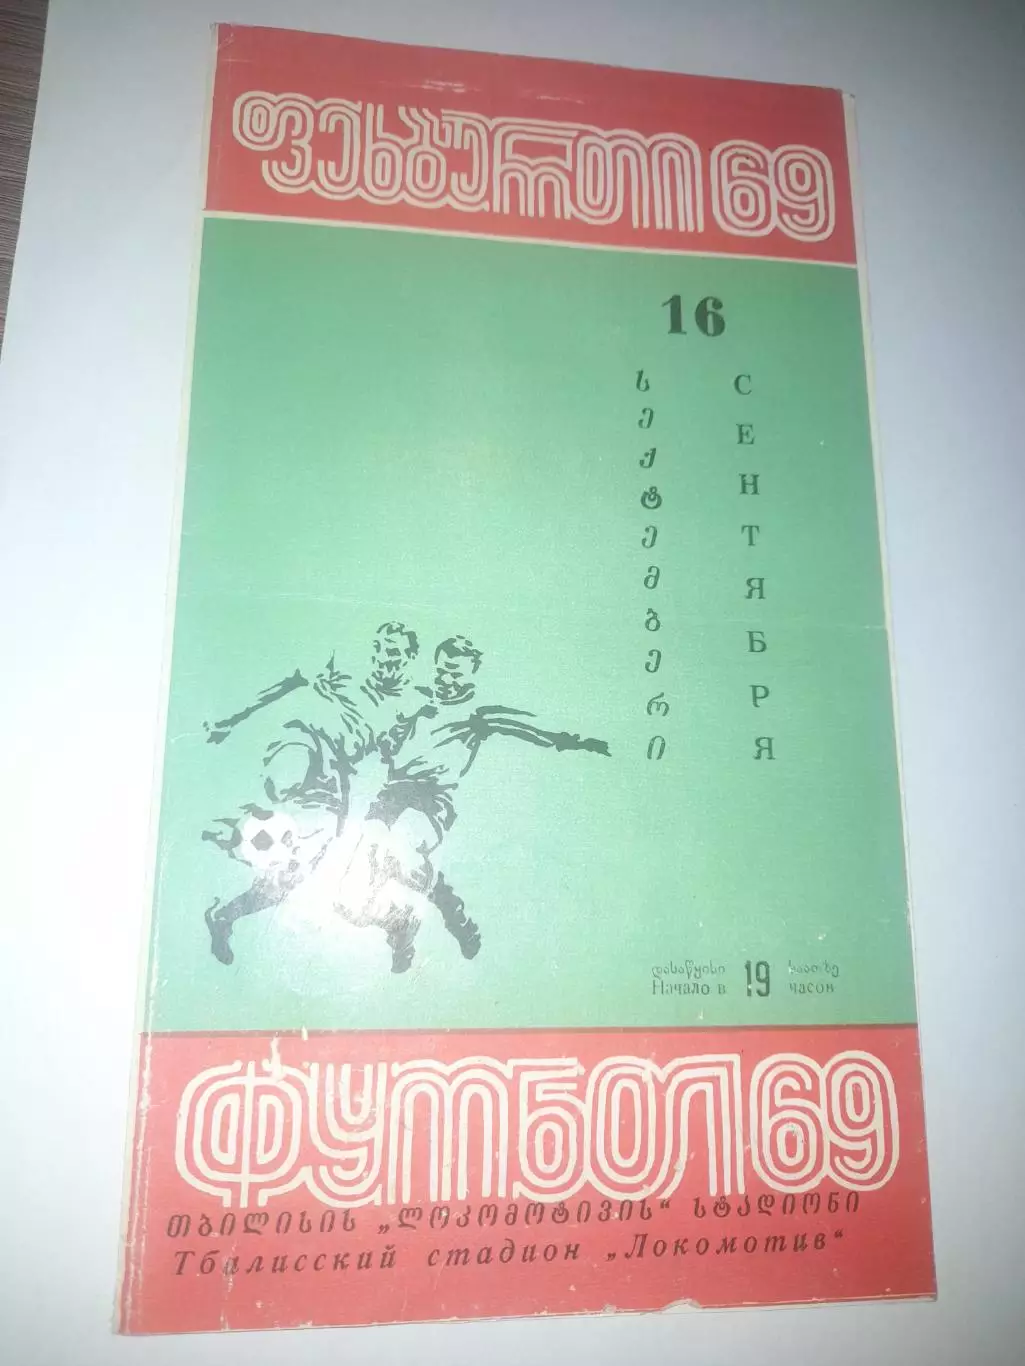 ფეხბურთი 69
16
სექტემბერი
СЕНТЯБРЯ
დასაწყისი 19 საათზე
Начало в 19 часов
ФУТБОЛ 69
თბილისის „ლოკომოტივის“ სტადიონი
Тбилисский стадион „Локомотив“